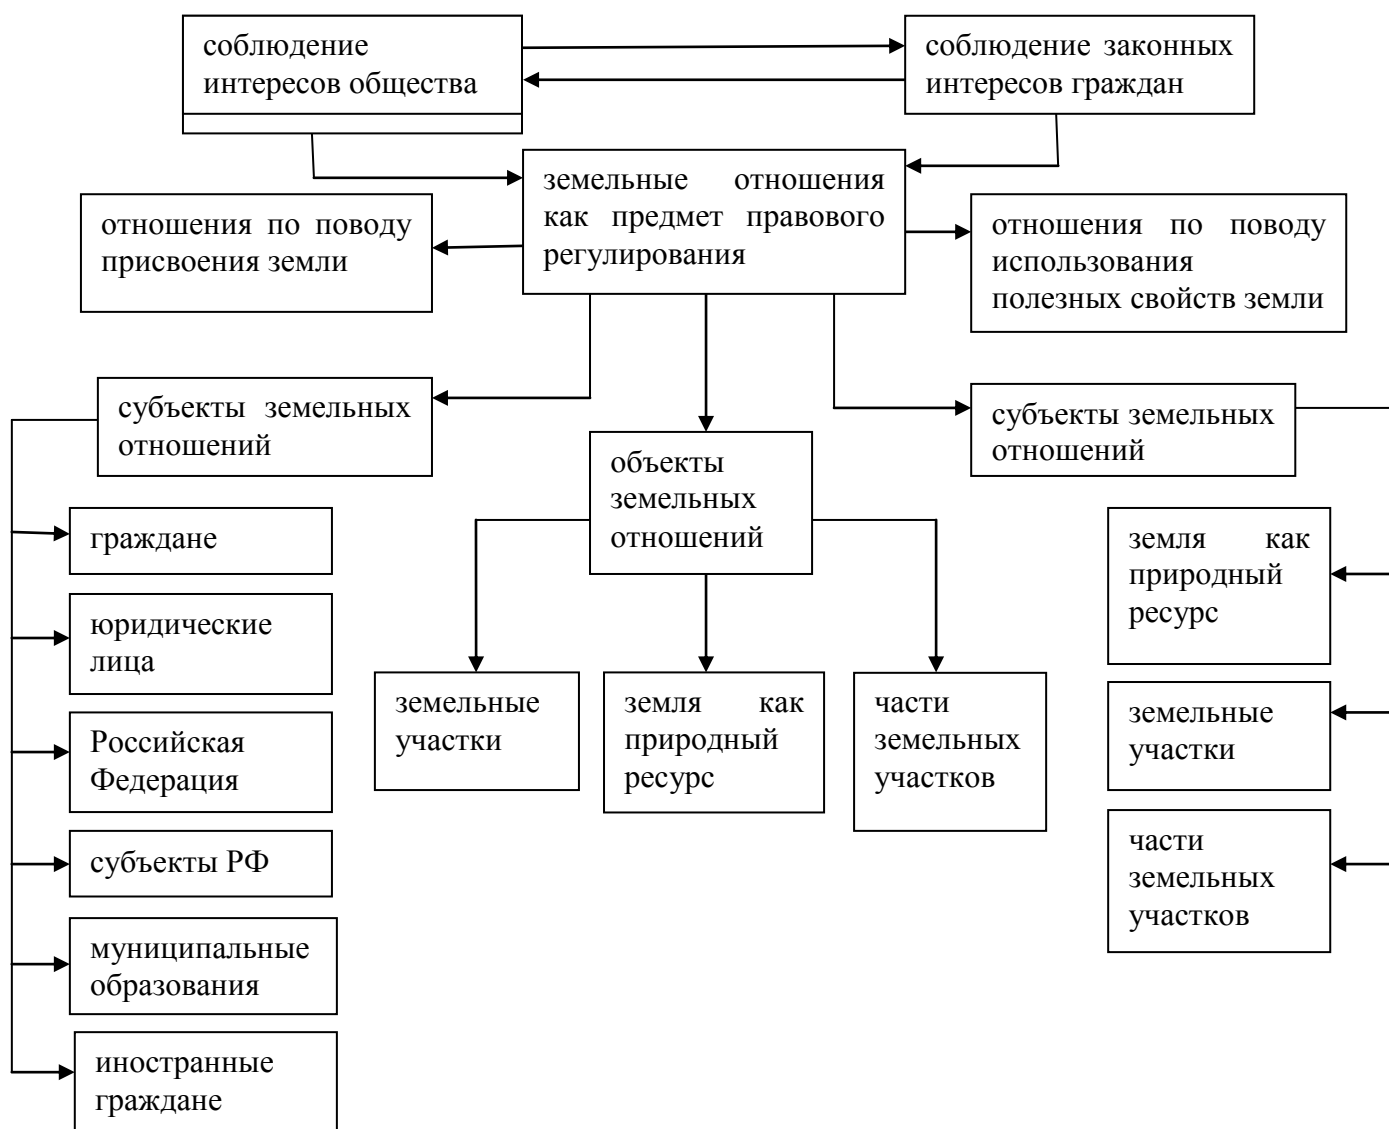 соблюдение
интересов общества
соблюдение законных
интересов граждан
земельные отношения
как предмет правового
регулирования
отношения по поводу
присвоения земли
отношения по поводу
использования
полезных свойств земли
субъекты земельных
отношений
субъекты земельных
отношений
объекты
земельных
отношений
граждане
юридические
лица
Российская
Федерация
субъекты РФ
муниципальные
образования
иностранные
граждане
земельные
участки
земля как
природный
ресурс
части
земельных
участков
земля как
природный
ресурс
земельные
участки
части
земельных
участков